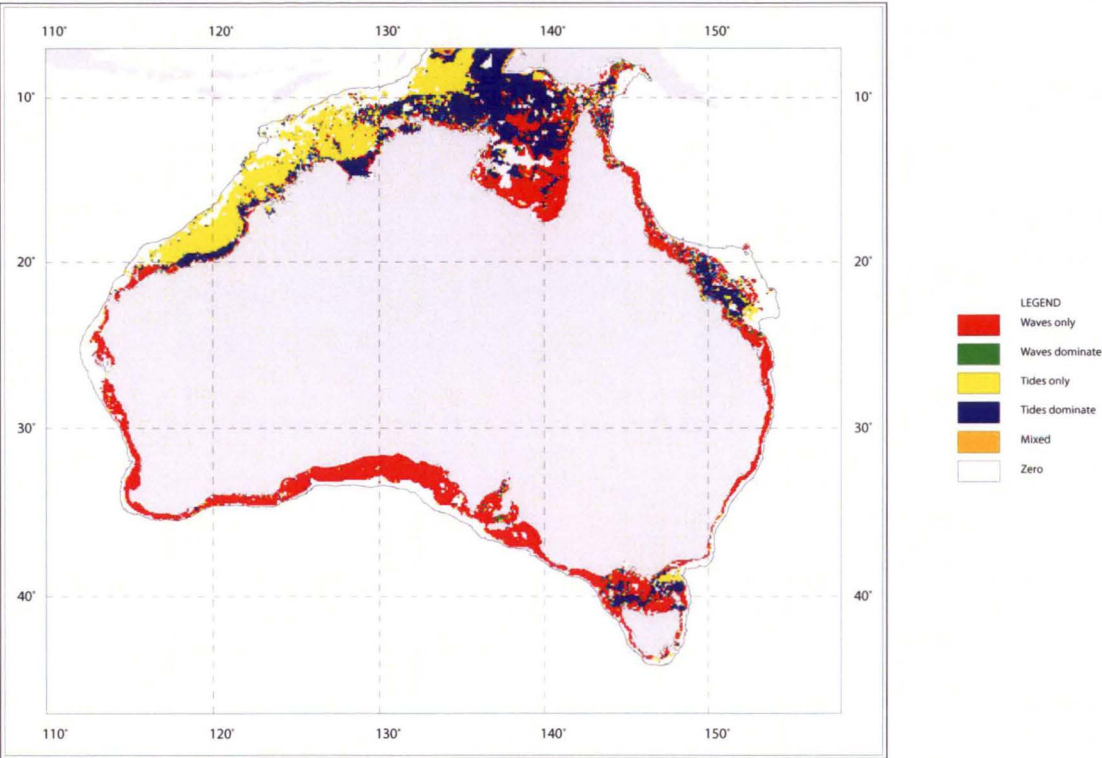 110˚ 120˚ 130˚ 140˚ 150˚
10˚ 10˚
20˚ 20˚
30˚ 30˚
40˚ 40˚
110˚ 120˚ 130˚ 140˚ 150˚
LEGEND
Waves only
Waves dominate
Tides only
Tides dominate
Mixed
Zero